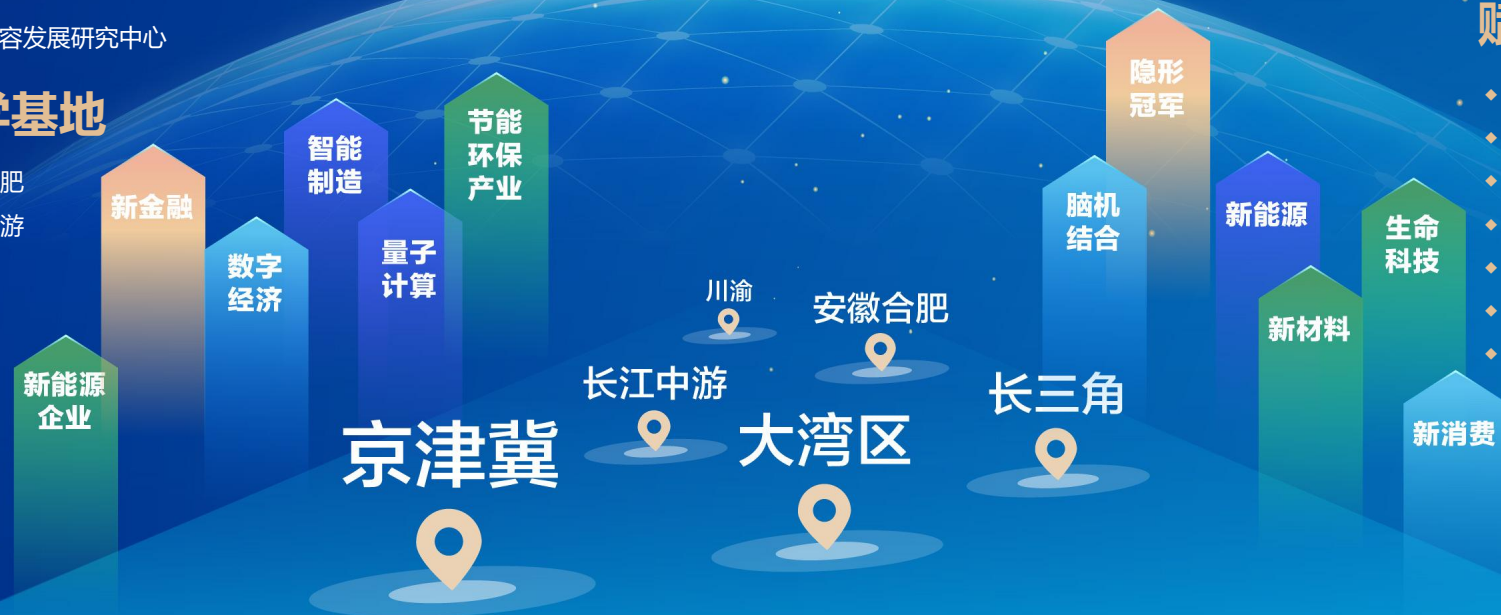 容发展研究中心
学基地
肥
游
新能源
企业
新金融
数字
经济
智能
制造
量子
计算
节能
环保
产业
川渝
安徽合肥
长江中游
长三角
京津冀
大湾区
隐形
冠军
脑机
结合
新能源
生命
科技
新材料
新消费